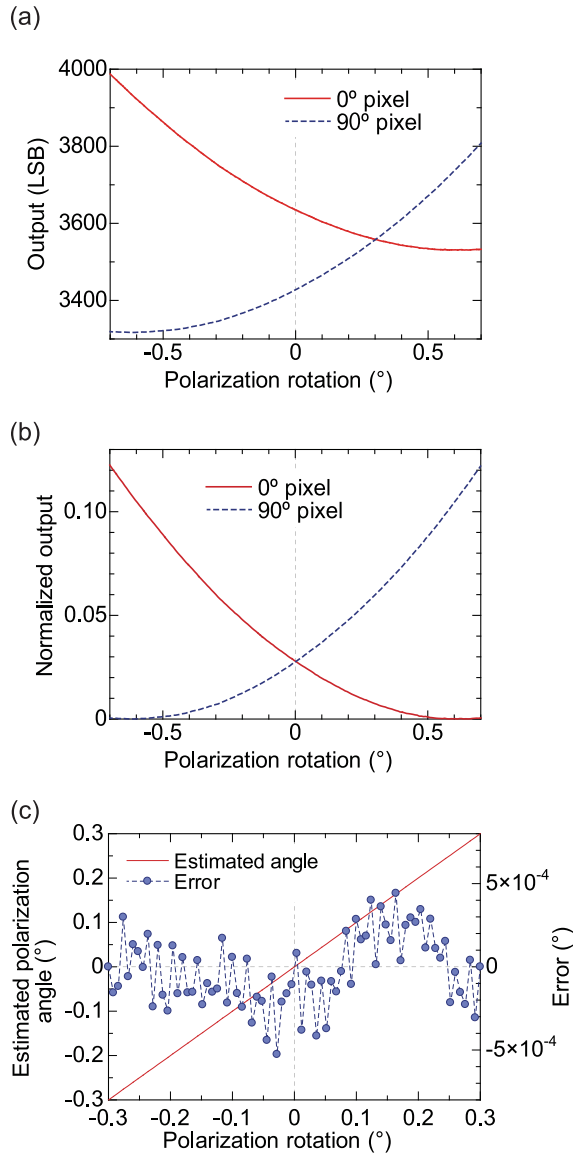 (a)
4000
3800
3600
3400
Output (LSB)
0º pixel
90º pixel
-0.5
0
0.5
Polarization rotation (°)
(b)
0.10
0.05
0
Normalized output
0º pixel
90º pixel
-0.5
0
0.5
Polarization rotation (°)
(c)
0.3
0.2
0.1
0
-0.1
-0.2
-0.3
Estimated polarization
angle (°)
Estimated angle
Error
5×10-4
0
-5×10-4
Error (°)
-0.3
-0.2
-0.1
0
0.1
0.2
0.3
Polarization rotation (°)